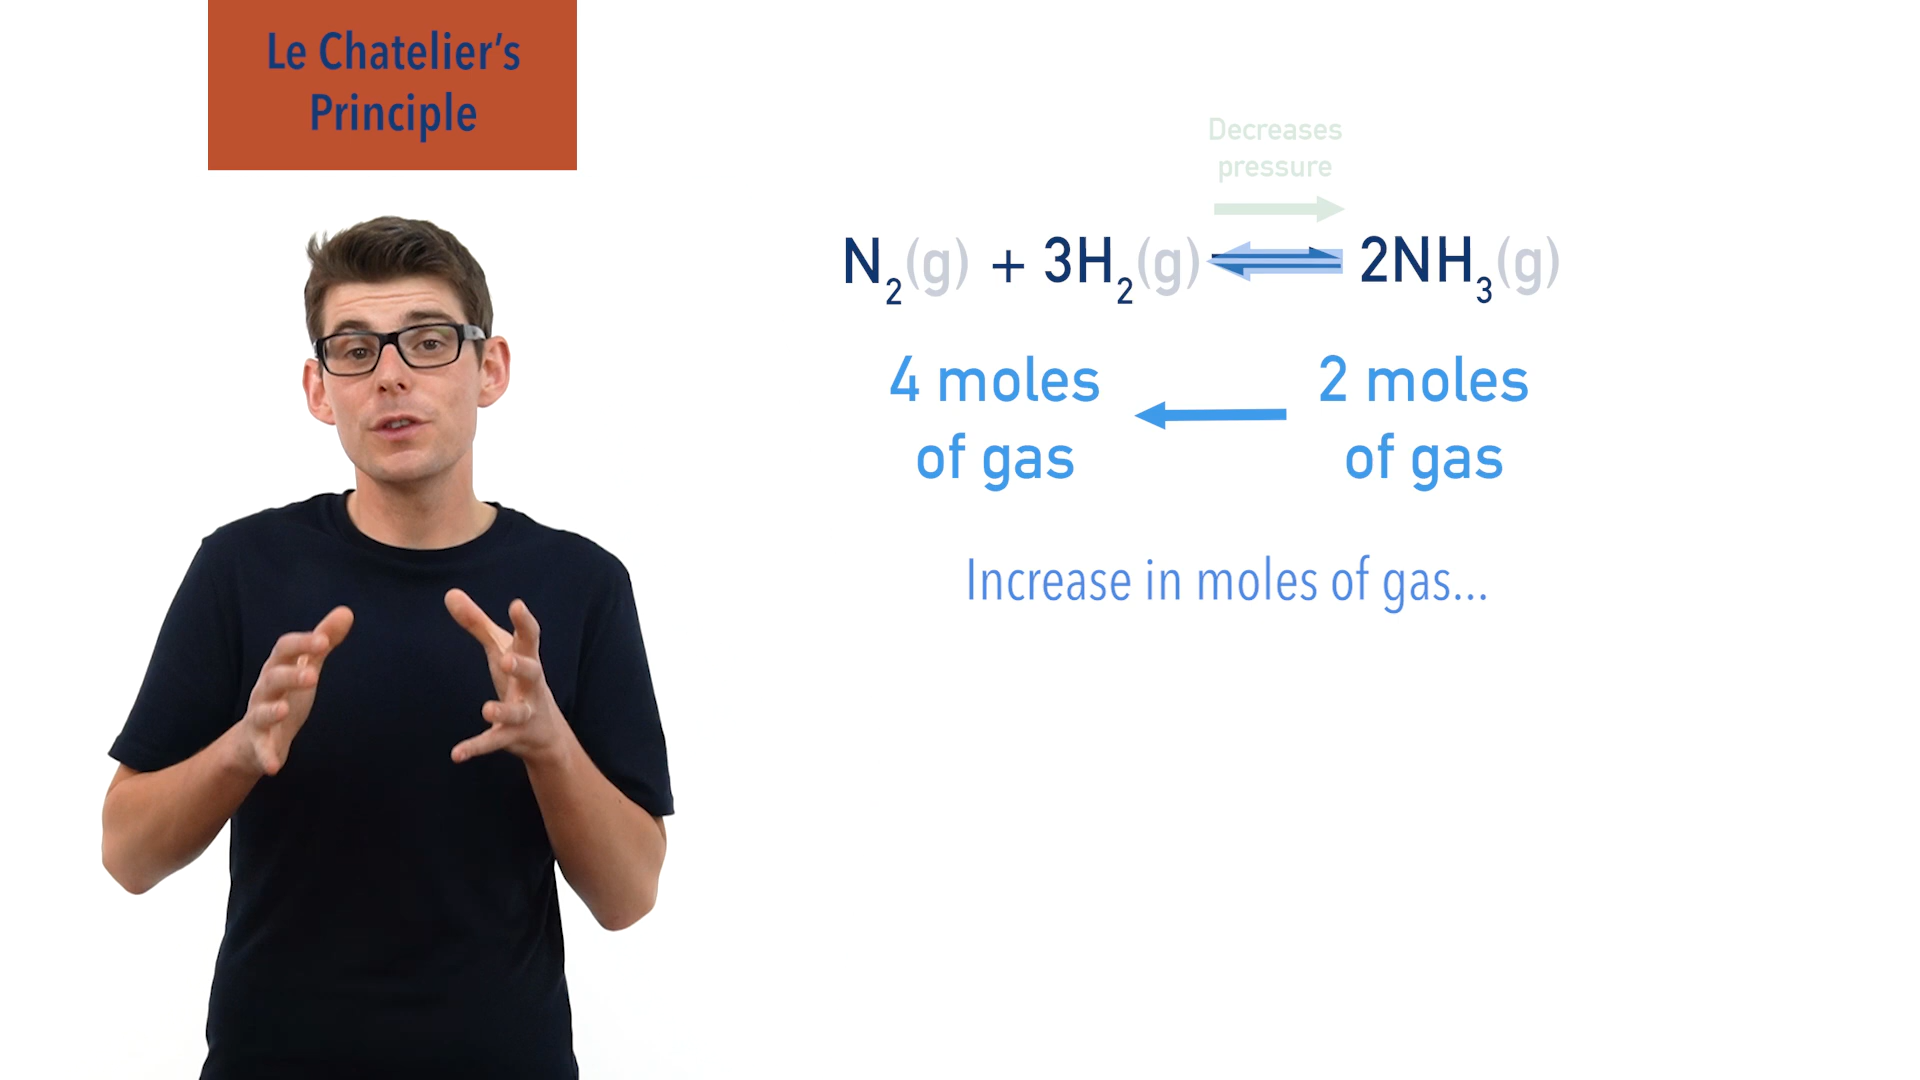 Le Chatelier's
Principle
Decreases
pressure
N₂(g) + 3H₂(g) ⇌ 2NH₃(g)
4 moles
of gas
2 moles
of gas
Increase in moles of gas...